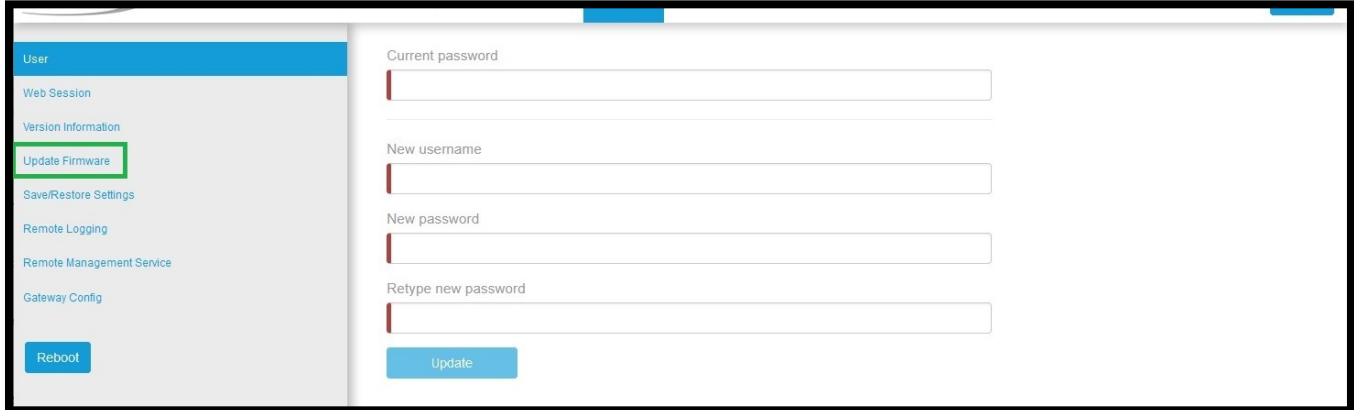 User
Web Session
Version Information
Update Firmware
Save/Restore Settings
Remote Logging
Remote Management Service
Gateway Config
Reboot
Current password
New username
New password
Retype new password
Update